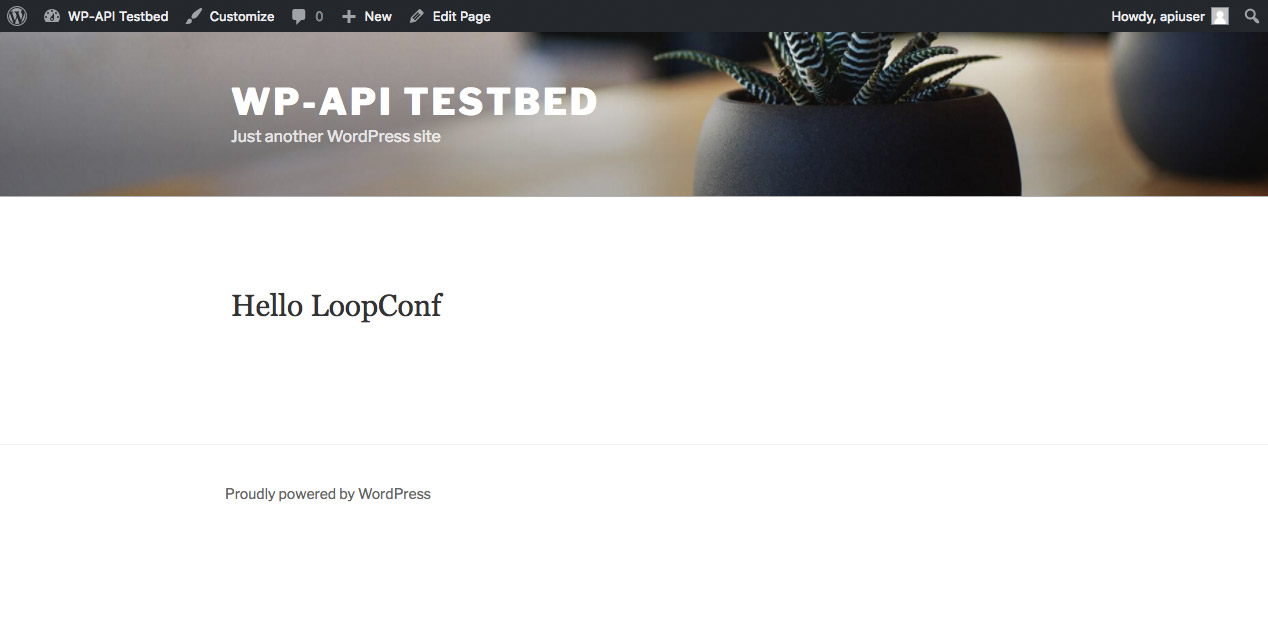 WP-API Testbed Customize 0 New Edit Page Howdy, apiuser
WP-API TESTBED
Just another WordPress site
Hello LoopConf
Proudly powered by WordPress